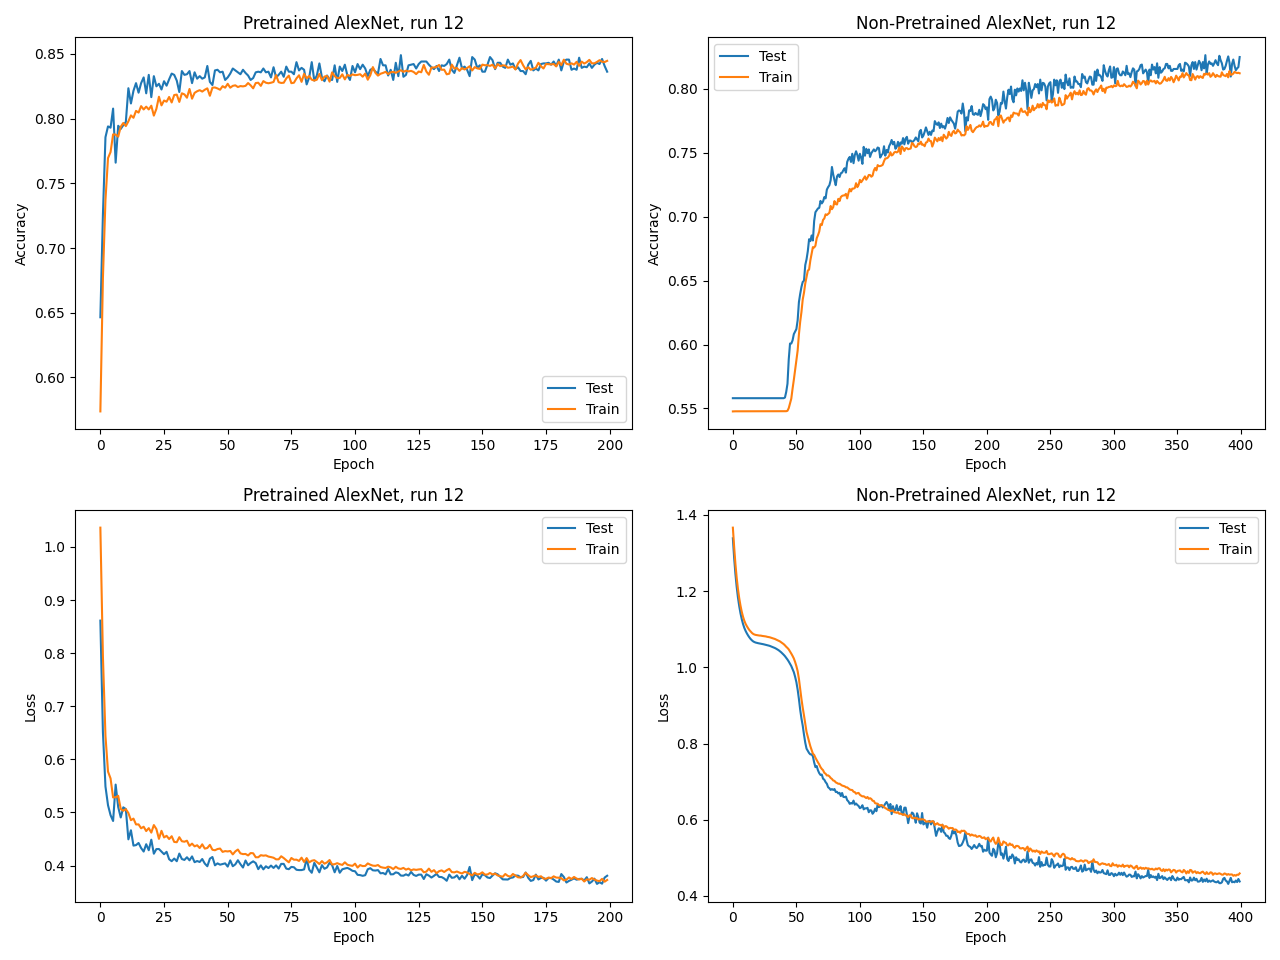 Pretrained AlexNet, run 12
Accuracy
0.85
0.80
0.75
0.70
0.65
0.60
Test
Train
0 25 50 75 100 125 150 175 200
Epoch
Non-Pretrained AlexNet, run 12
Accuracy
Test
Train
0.80
0.75
0.70
0.65
0.60
0.55
0 50 100 150 200 250 300 350 400
Epoch
Pretrained AlexNet, run 12
Loss
Test
Train
1.0
0.9
0.8
0.7
0.6
0.5
0.4
0 25 50 75 100 125 150 175 200
Epoch
Non-Pretrained AlexNet, run 12
Loss
Test
Train
1.4
1.2
1.0
0.8
0.6
0.4
0 50 100 150 200 250 300 350 400
Epoch